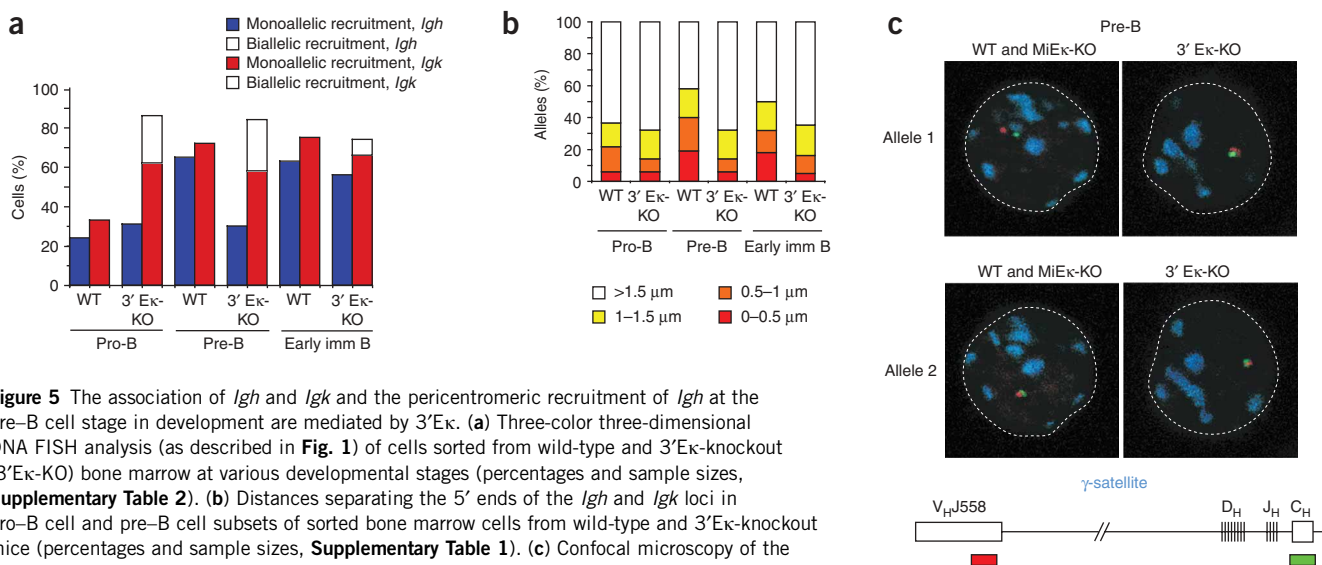 a
Monoallelic recruitment, Igh
Biallelic recruitment, Igh
Monoallelic recruitment, Igk
Biallelic recruitment, Igk
100
80
60
40
20
0
Cells (%)
WT
3′ Eκ-
KO
WT
3′ Eκ-
KO
WT
3′ Eκ-
KO
Pro-B
Pre-B
Early imm B
b
100
80
60
40
20
0
Alleles (%)
WT
3′ Eκ-
KO
WT
3′ Eκ-
KO
WT
3′ Eκ-
KO
Pro-B
Pre-B
Early imm B
>1.5 μm
0.5–1 μm
1–1.5 μm
0–0.5 μm
c
Pre-B
WT and MiEκ-KO
3′ Eκ-KO
Allele 1
WT and MiEκ-KO
3′ Eκ-KO
Allele 2
γ-satellite
VHJ558
DH
JH
CH
igure 5 The association of Igh and Igk and the pericentromeric recruitment of Igh at the
re–B cell stage in development are mediated by 3′Eκ. (a) Three-color three-dimensional
NA FISH analysis (as described in Fig. 1) of cells sorted from wild-type and 3′Eκ-knockout
3′Eκ-KO) bone marrow at various developmental stages (percentages and sample sizes,
upplementary Table 2). (b) Distances separating the 5′ ends of the Igh and Igk loci in
ro–B cell and pre–B cell subsets of sorted bone marrow cells from wild-type and 3′Eκ-knockout
ice (percentages and sample sizes, Supplementary Table 1). (c) Confocal microscopy of the